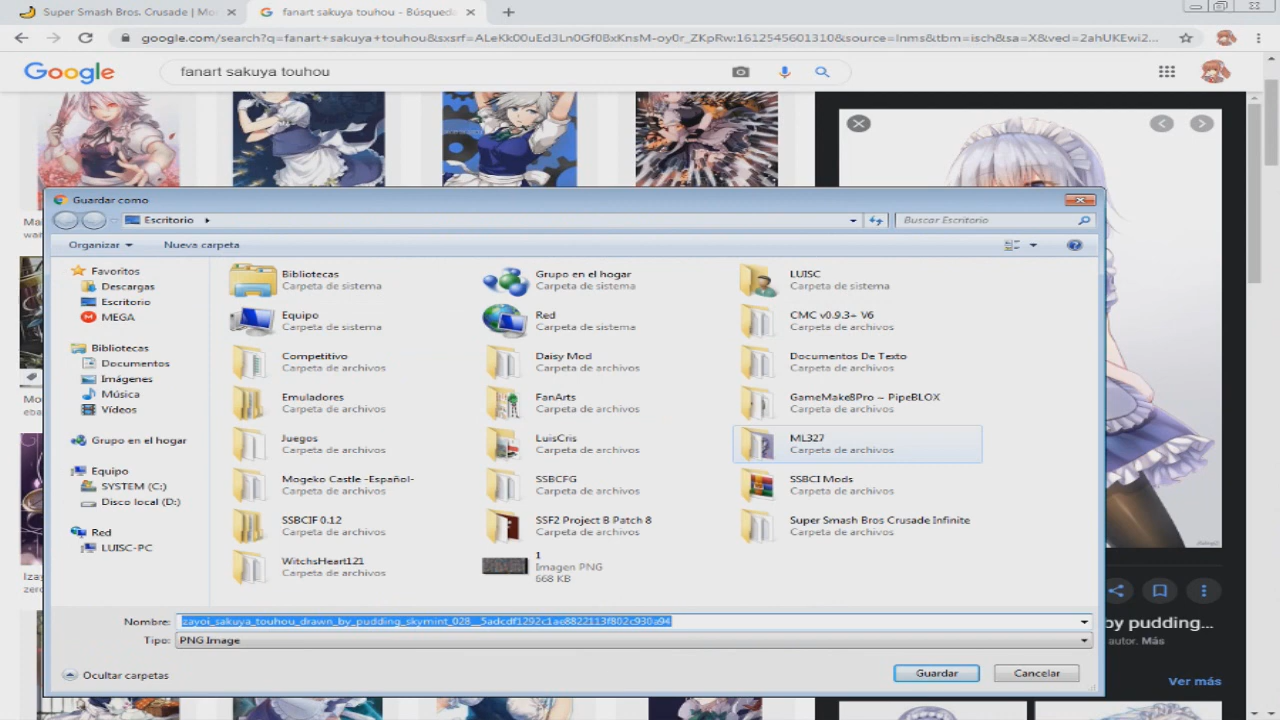 Super Smash Bros. Crusade | Mo
fanart sakuya touhou - Búsqued
google.com/search?q=fanart+sakuya+touhou&sxsrf=ALeKk00uEd3Ln0Gf0BxKnsM-oy0r_ZKpRw:1612545601310&source=lnms&tbm=isch&sa=X&ved=2ahUKEwi2...
Google
fanart sakuya touhou
Guardar como
Escritorio
Buscar Escritorio
Organizar
Nueva carpeta
Favoritos
Descargas
Escritorio
MEGA
Bibliotecas
Documentos
Imágenes
Música
Vídeos
Grupo en el hogar
Equipo
SYSTEM (C:)
Disco local (D:)
Red
LUISC-PC
Bibliotecas
Carpeta de sistema
Grupo en el hogar
Carpeta de sistema
LUISC
Carpeta de sistema
Equipo
Carpeta de sistema
Red
Carpeta de sistema
CMC v0.9.3+ V6
Carpeta de archivos
Competitivo
Carpeta de archivos
Daisy Mod
Carpeta de archivos
Documentos De Texto
Carpeta de archivos
Emuladores
Carpeta de archivos
FanArts
Carpeta de archivos
GameMake8Pro ~ PipeBLOX
Carpeta de archivos
Juegos
Carpeta de archivos
LuisCris
Carpeta de archivos
ML327
Carpeta de archivos
Mogeko Castle -Español-
Carpeta de archivos
SSBCFG
Carpeta de archivos
SSBCI Mods
Carpeta de archivos
SSBCIF 0.12
Carpeta de archivos
SSF2 Project B Patch 8
Carpeta de archivos
Super Smash Bros Crusade Infinite
Carpeta de archivos
WitchsHeart121
Carpeta de archivos
1
Imagen PNG
668 KB
Nombre: izayoi_sakuya_touhou_drawn_by_pudding_skymint_028__5adcdf1292c1ae8822113f802c930a94
Tipo: PNG Image
Ocultar carpetas
Guardar
Cancelar
by pudding...
autor. Más
Ver más